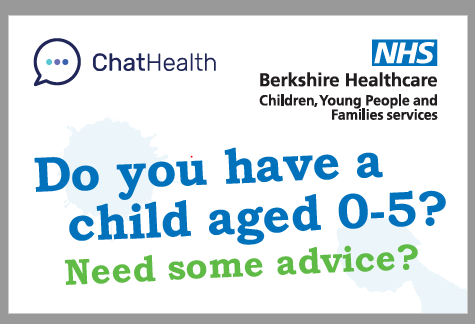 ChatHealth
NHS
Berkshire Healthcare
Children, Young People and
Families services
Do you have a
child aged 0-5?
Need some advice?